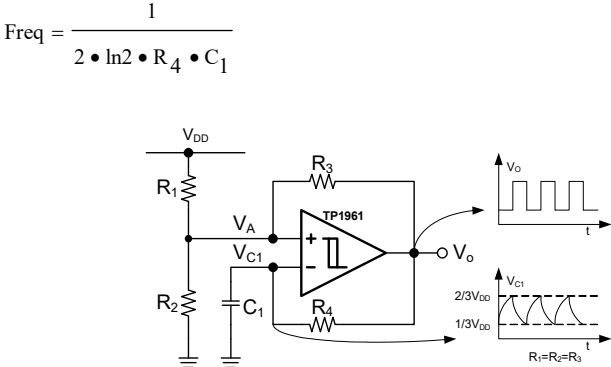 Freq = 1 / 2 • ln2 • R4 • C1
VDD
R1
R3
TP1961
VA
VC1
+
−
Vo
R2
C1
R4
VO
t
VC1
2/3VDD
1/3VDD
t
R1=R2=R3